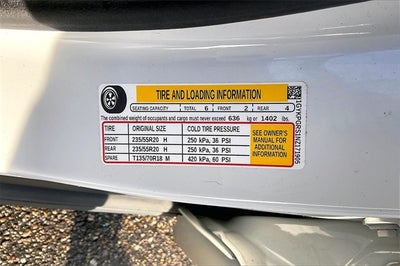 TIRE AND LOADING INFORMATION
SEATING CAPACITY TOTAL 6 FRONT 2 REAR 4
The combined weight of occupants and cargo must never exceed 636 kg or 1402 lbs.
TIRE ORIGINAL SIZE COLD TIRE PRESSURE
FRONT 235/55R20 H 250 kPa, 36 PSI
REAR 235/55R20 H 250 kPa, 36 PSI
SPARE T135/70R18 M 420 kPa, 60 PSI
SEE OWNER'S
MANUAL FOR
ADDITIONAL
INFORMATION